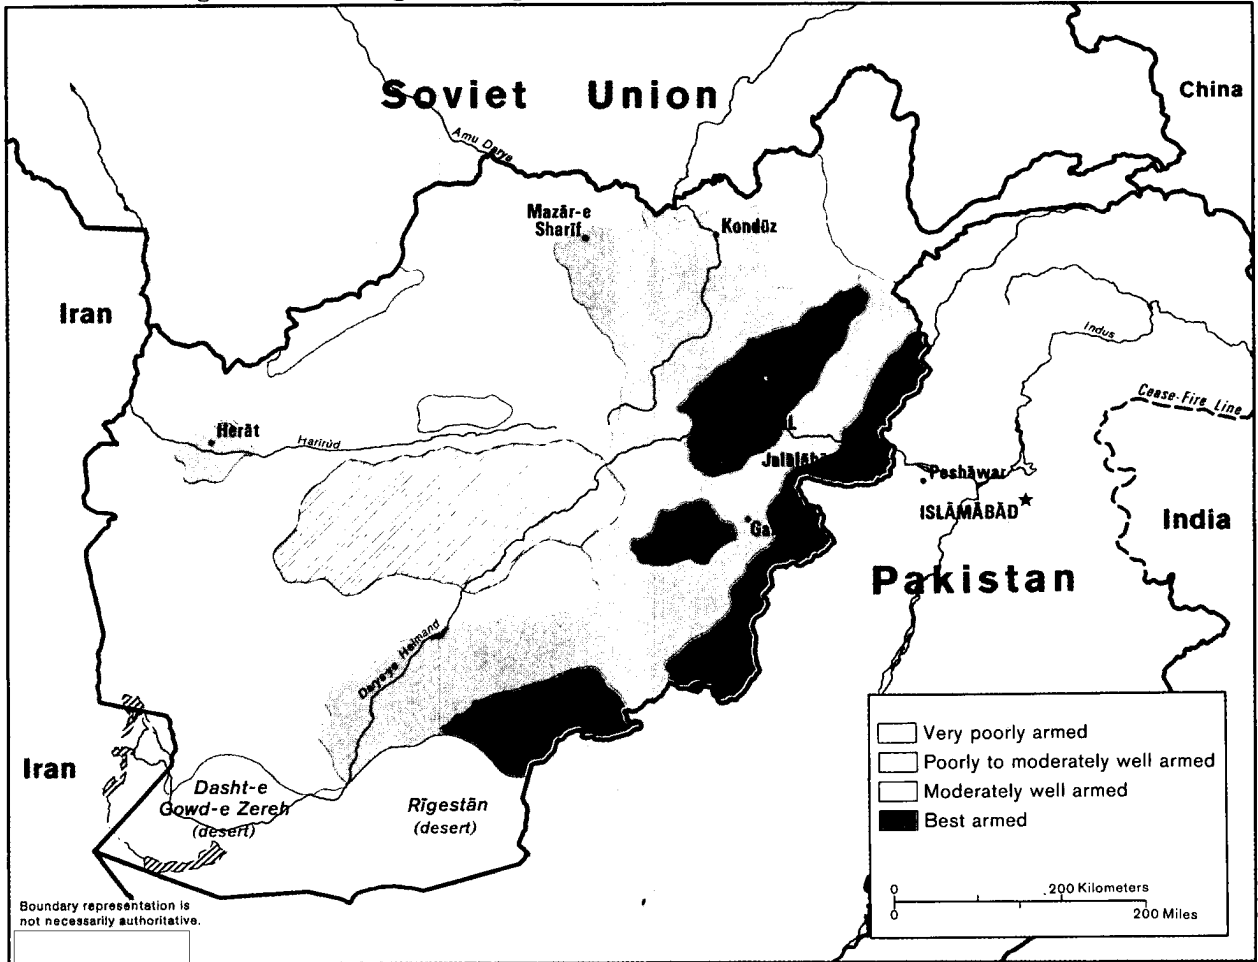 Soviet Union
China
Amu Darya
Mazār-e
Sharīf
Kondūz
Iran
Indus
Cease-Fire Line
Herāt
Harirūd
Peshāwar
ISLĀMĀBĀD
India
Pakistan
Daryā-ye Helmand
Iran
Dasht-e
Gowd-e Zereh
(desert)
Rīgestān
(desert)
Very poorly armed
Poorly to moderately well armed
Moderately well armed
Best armed
0 200 Kilometers
0 200 Miles
Boundary representation is
not necessarily authoritative.